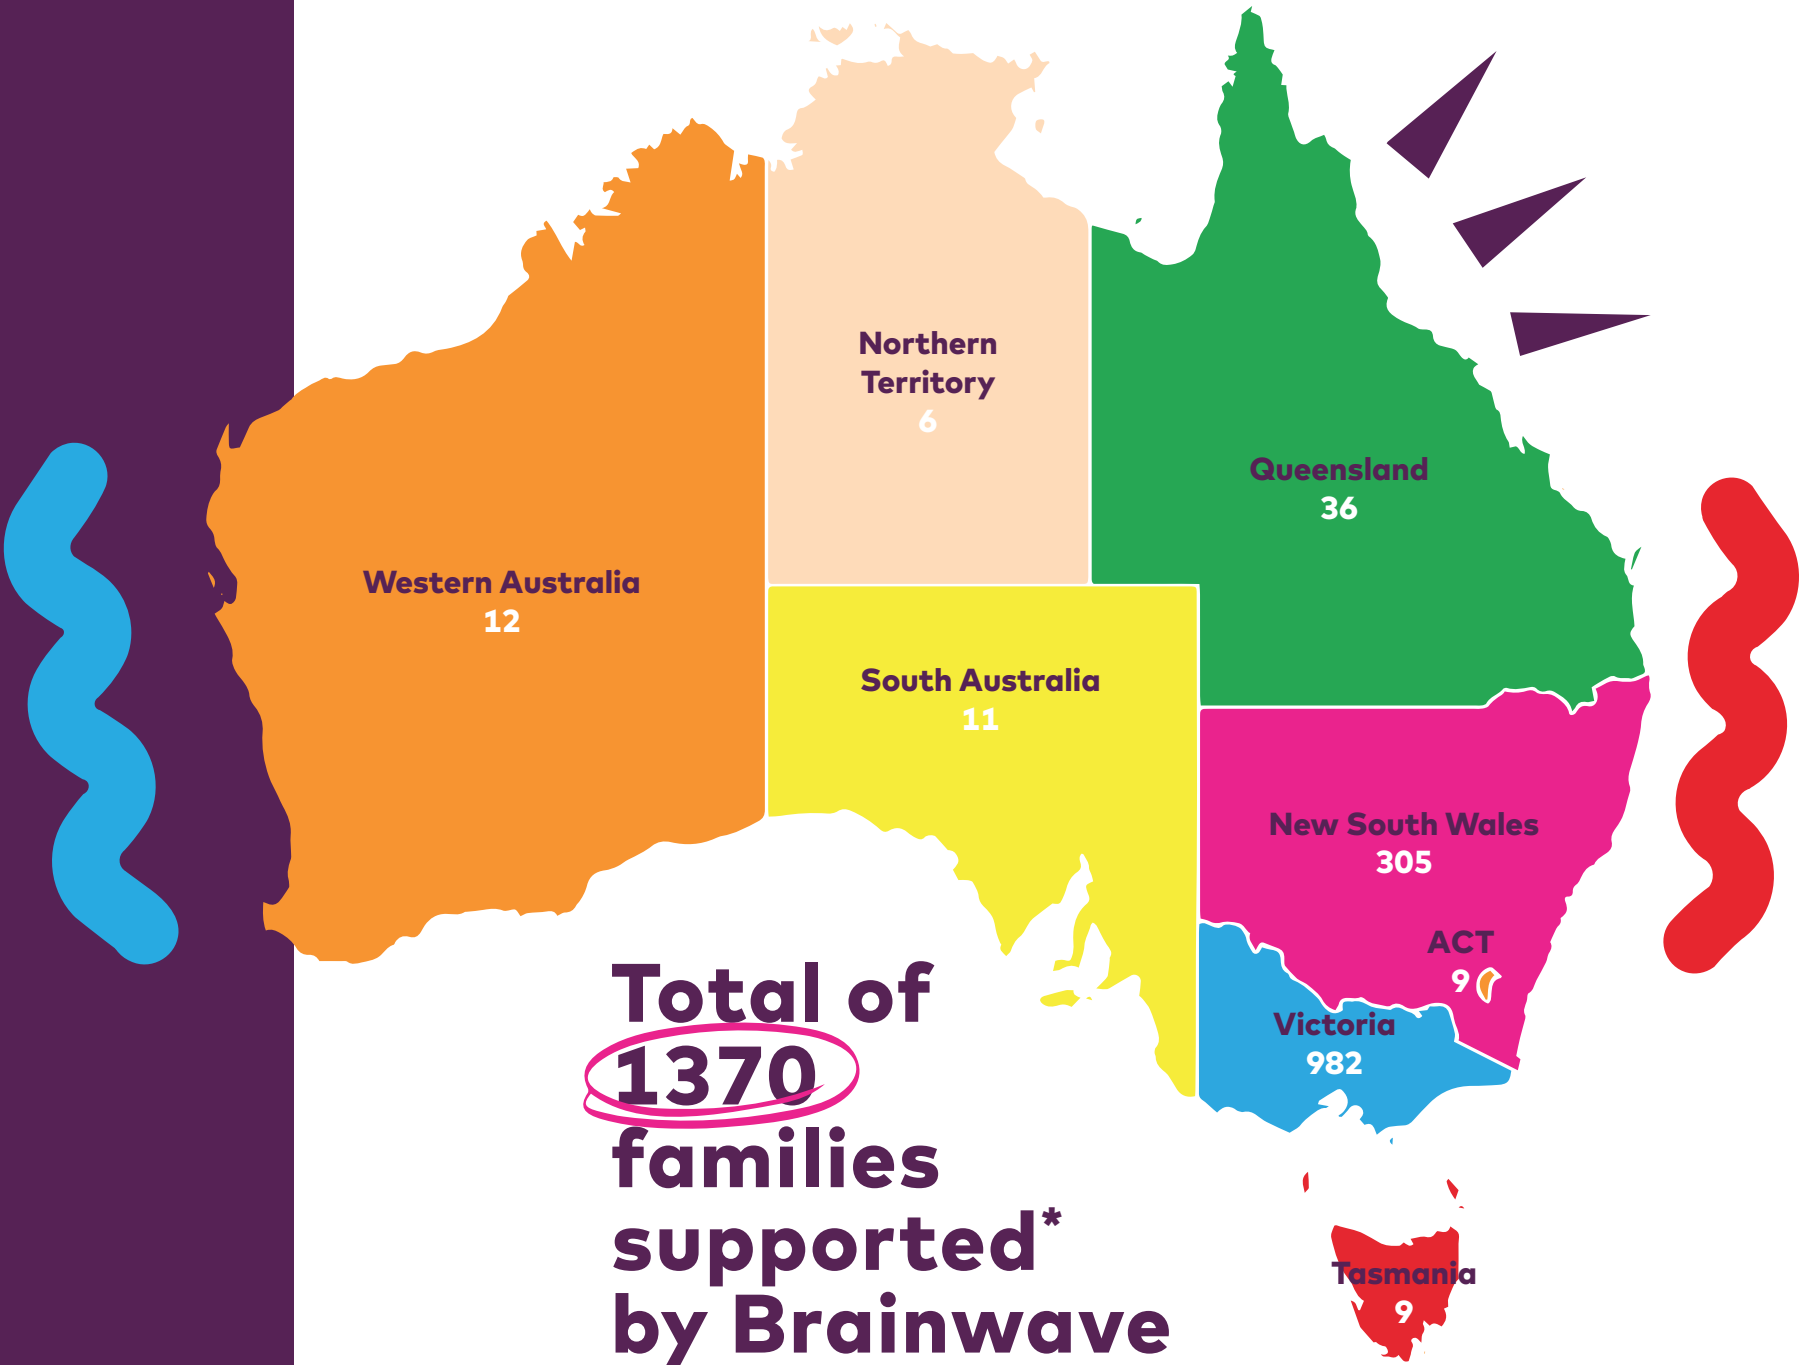 Northern
Territory
6
Queensland
36
Western Australia
12
South Australia
11
New South Wales
305
ACT
9
Victoria
982
Total of
1370
families
supported*
by Brainwave
Tasmania
9